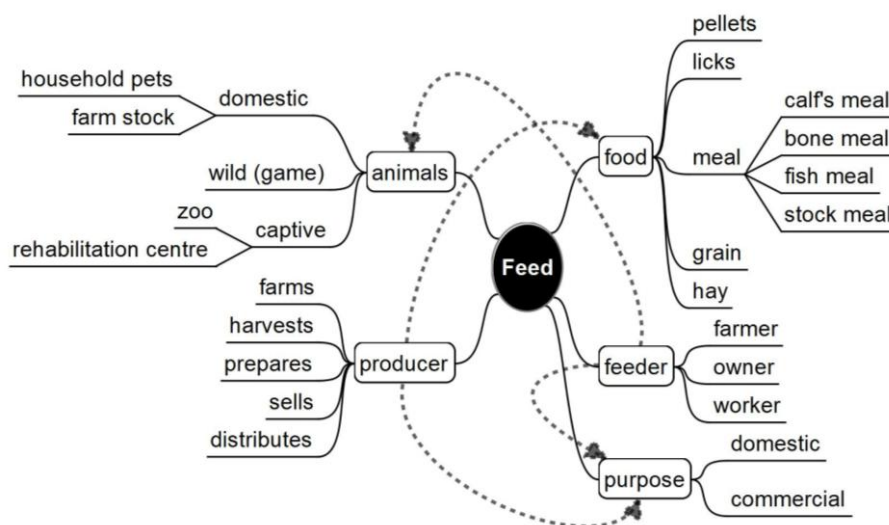 Feed
animals
domestic
household pets
farm stock
wild (game)
captive
zoo
rehabilitation centre
producer
farms
harvests
prepares
sells
distributes
food
pellets
licks
meal
calf's meal
bone meal
fish meal
stock meal
grain
hay
feeder
farmer
owner
worker
purpose
domestic
commercial